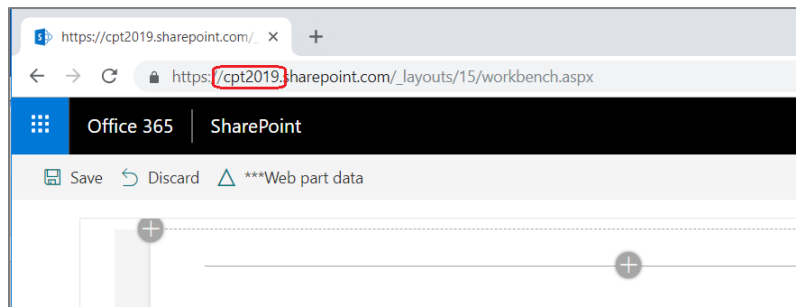 https://cpt2019.sharepoint.com/_
https://cpt2019.sharepoint.com/_layouts/15/workbench.aspx
Office 365 SharePoint
Save Discard ***Web part data